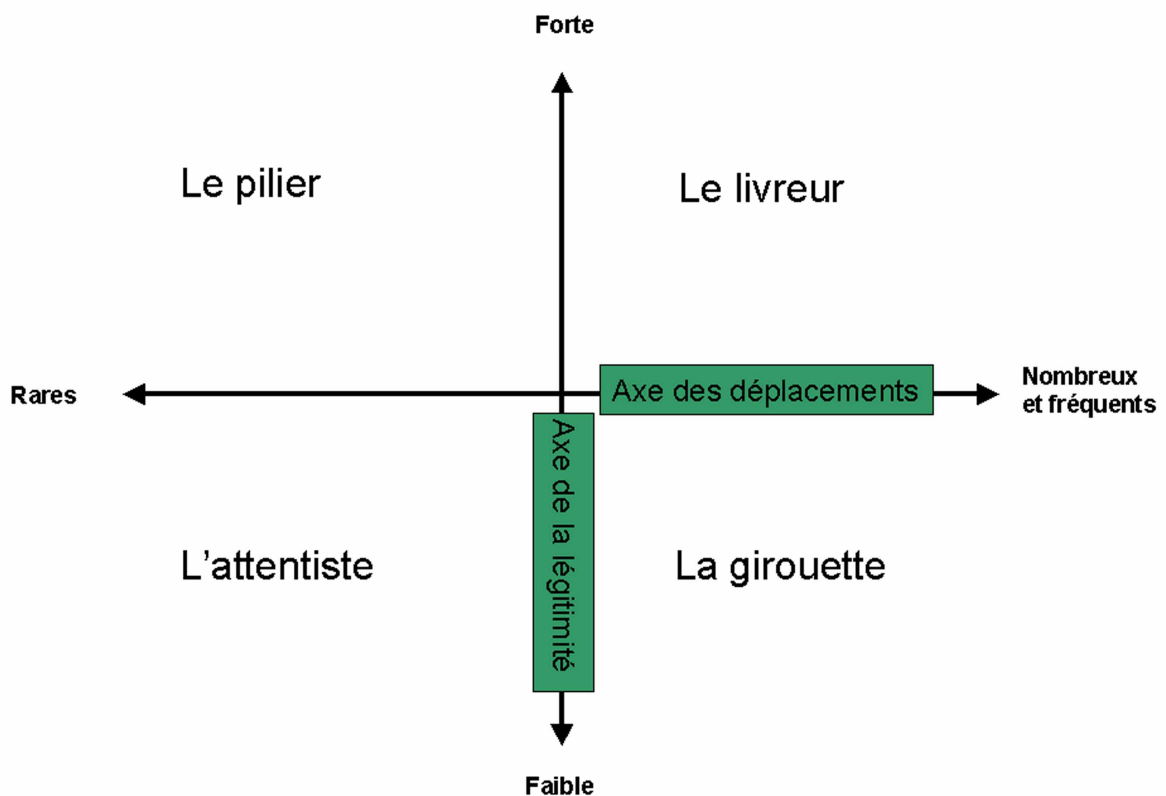 Forte
Le pilier
Le livreur
Rares
Axe des déplacements
Nombreux
et fréquents
Axe de la légitimité
L'attentiste
La girouette
Faible